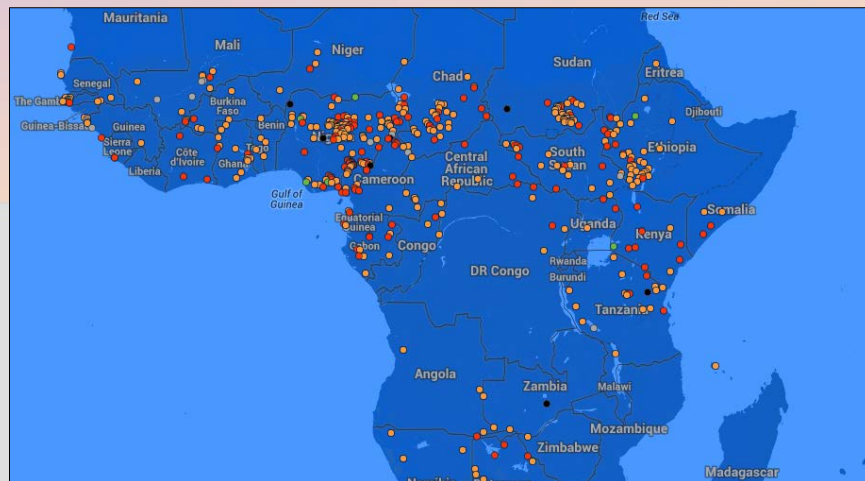 Red Sea
Mauritania
Mali
Niger
Sudan
Chad
Eritrea
Senegal
The Gamb
Burkina
Faso
Djibouti
Guinea-Bissau
Guinea
Benin
Sierra
Leone
Côte
d'Ivoire
Togo
Ghana
Ethiopia
South
Sudan
Central
African
Republic
Liberia
Cameroon
Gulf of
Guinea
Somalia
Equatorial
Guinea
Uganda
Kenya
Gabon
Congo
Rwanda
DR Congo
Burundi
Tanzania
Angola
Zambia
Malawi
Mozambique
Zimbabwe
Madagascar
Namibia